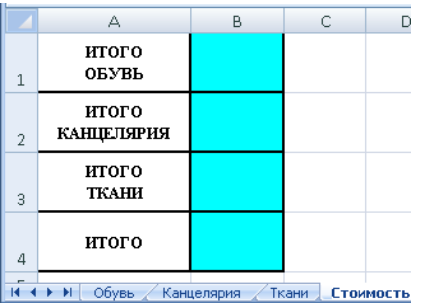 A B C D
1 ИТОГО
ОБУВЬ
2 ИТОГО
КАНЦЕЛЯРИЯ
3 ИТОГО
ТКАНИ
4 ИТОГО
Обувь Канцелярия Ткани Стоимость